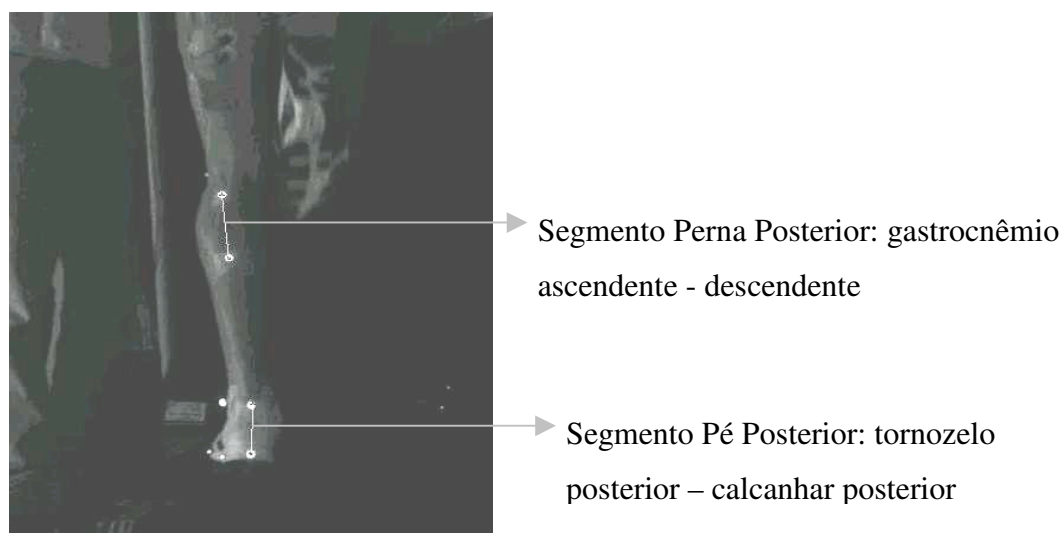 Segmento Perna Posterior: gastrocnêmio
ascendente - descendente
Segmento Pé Posterior: tornozelo
posterior – calcanhar posterior